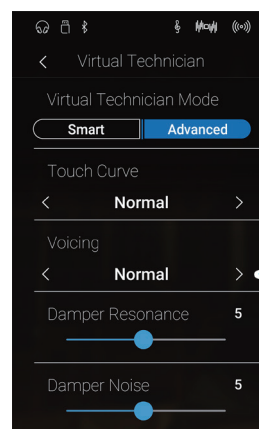 Virtual Technician
Virtual Technician Mode
Smart Advanced
Touch Curve
Normal
Voicing
Normal
Damper Resonance 5
Damper Noise 5